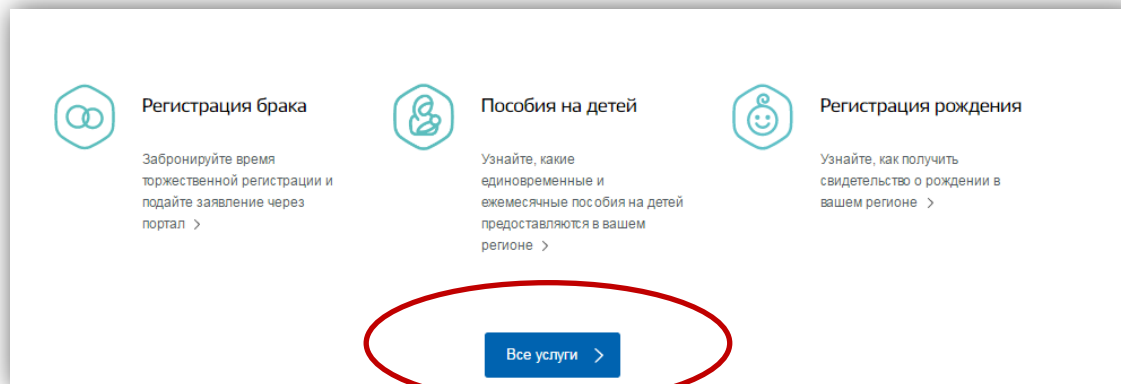 Регистрация брака
Забронируйте время
торжественной регистрации и
подайте заявление через
портал >
Пособия на детей
Узнайте, какие
единовременные и
ежемесячные пособия на детей
предоставляются в вашем
регионе >
Регистрация рождения
Узнайте, как получить
свидетельство о рождении в
вашем регионе >
Все услуги >